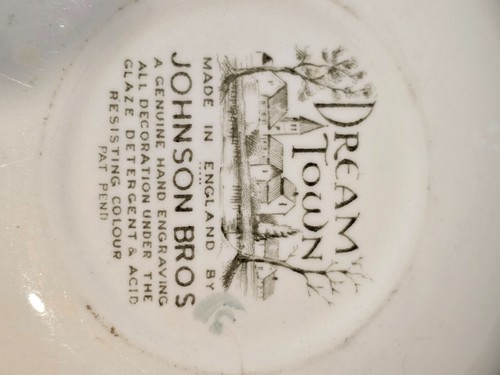 DREAM
TOWN
MADE IN ENGLAND BY
JOHNSON BROS
A GENUINE HAND ENGRAVING
ALL DECORATION UNDER THE
GLAZE DETERGENT & ACID
RESISTING COLOUR
PAT PEND